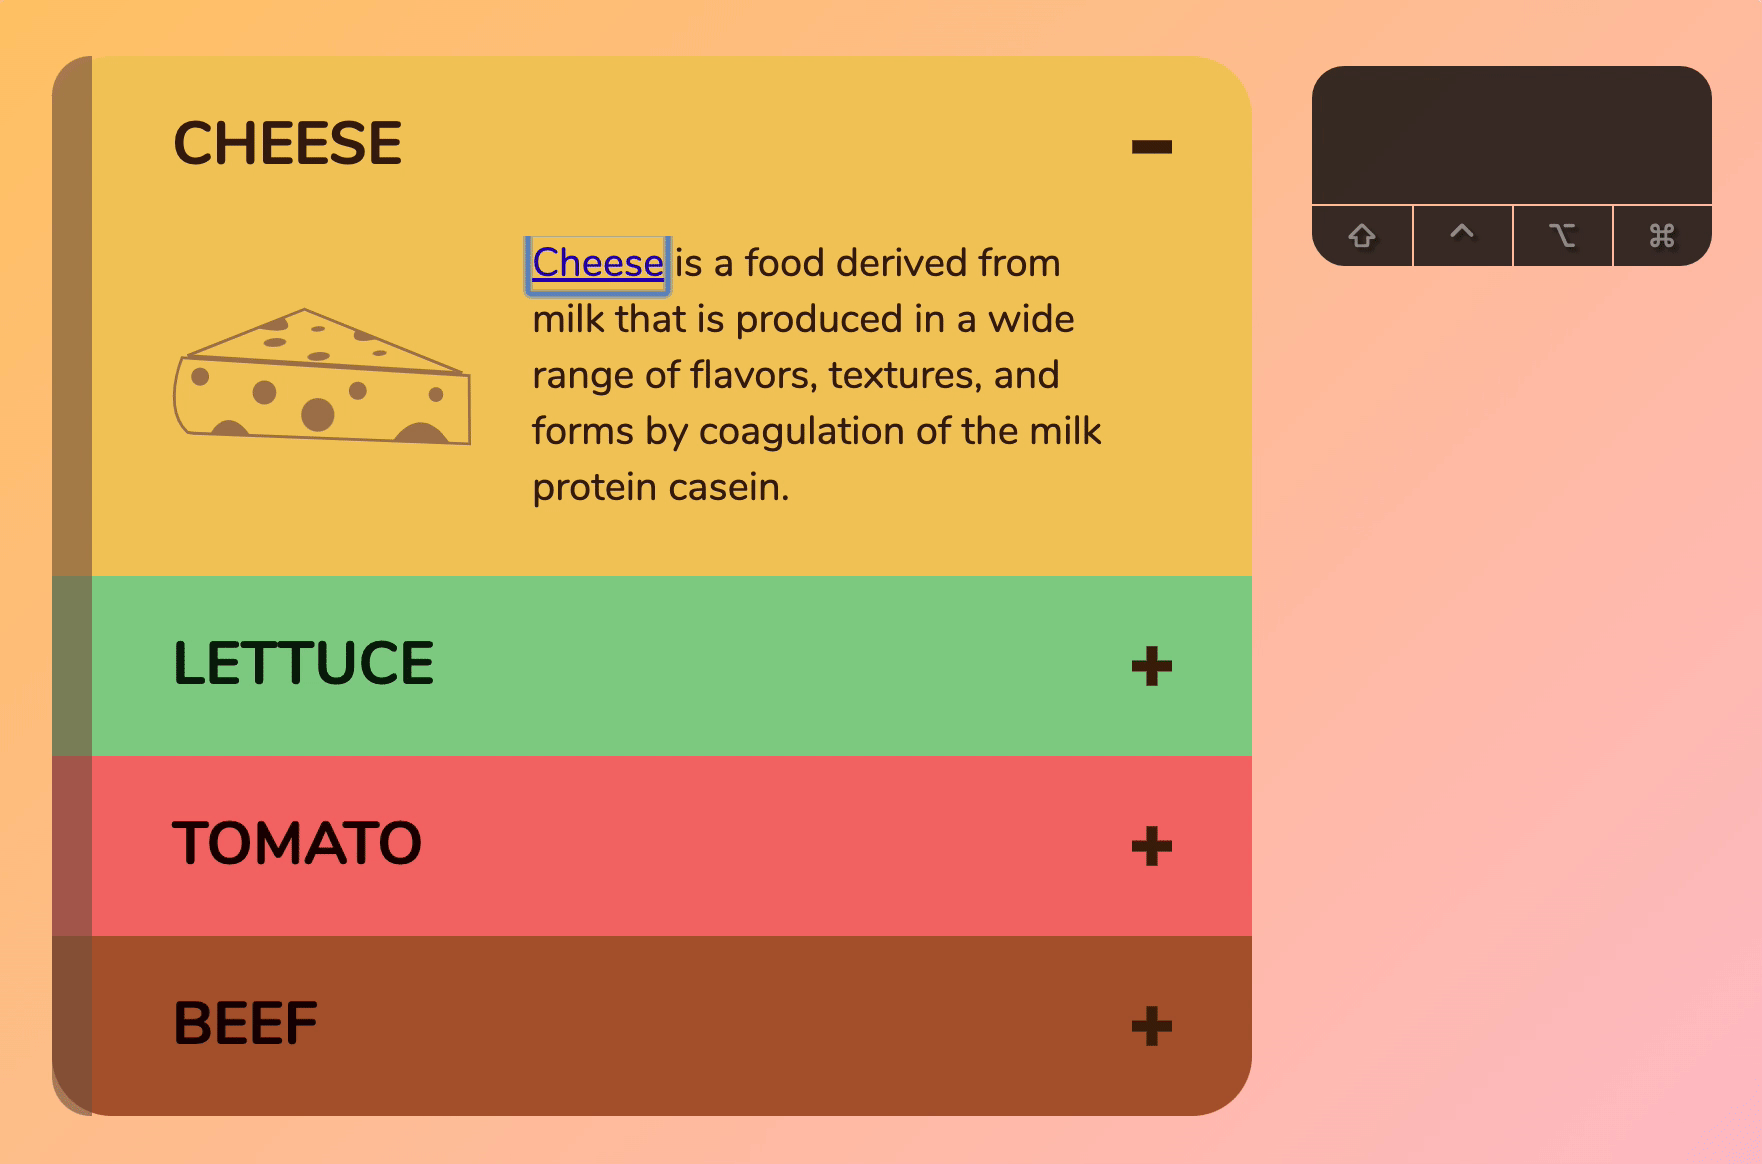 CHEESE
Cheese is a food derived from
milk that is produced in a wide
range of flavors, textures, and
forms by coagulation of the milk
protein casein.
LETTUCE
TOMATO
BEEF